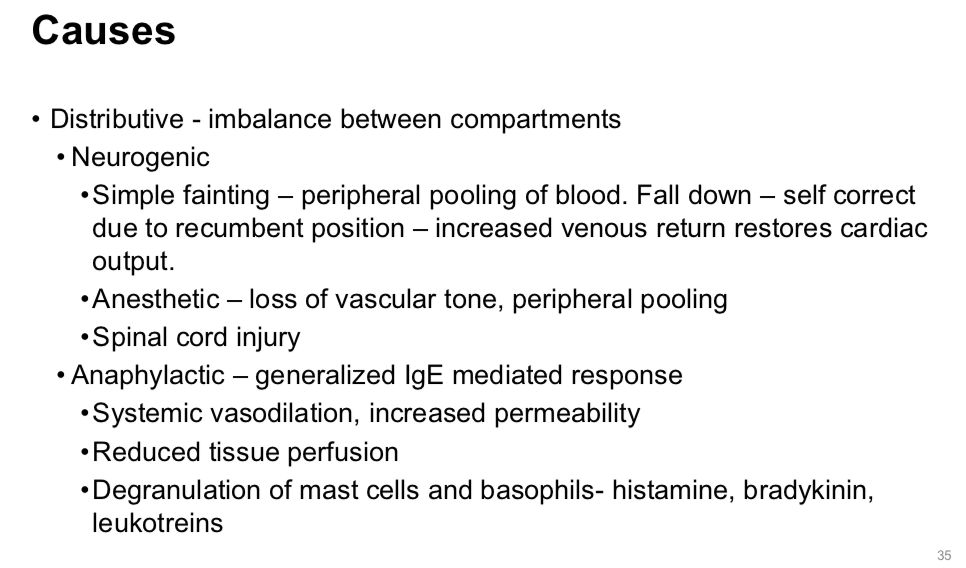 Causes
• Distributive - imbalance between compartments
• Neurogenic
•Simple fainting – peripheral pooling of blood. Fall down – self correct
due to recumbent position – increased venous return restores cardiac
output.
•Anesthetic – loss of vascular tone, peripheral pooling
•Spinal cord injury
• Anaphylactic – generalized IgE mediated response
•Systemic vasodilation, increased permeability
•Reduced tissue perfusion
•Degranulation of mast cells and basophils- histamine, bradykinin,
leukotreins
35